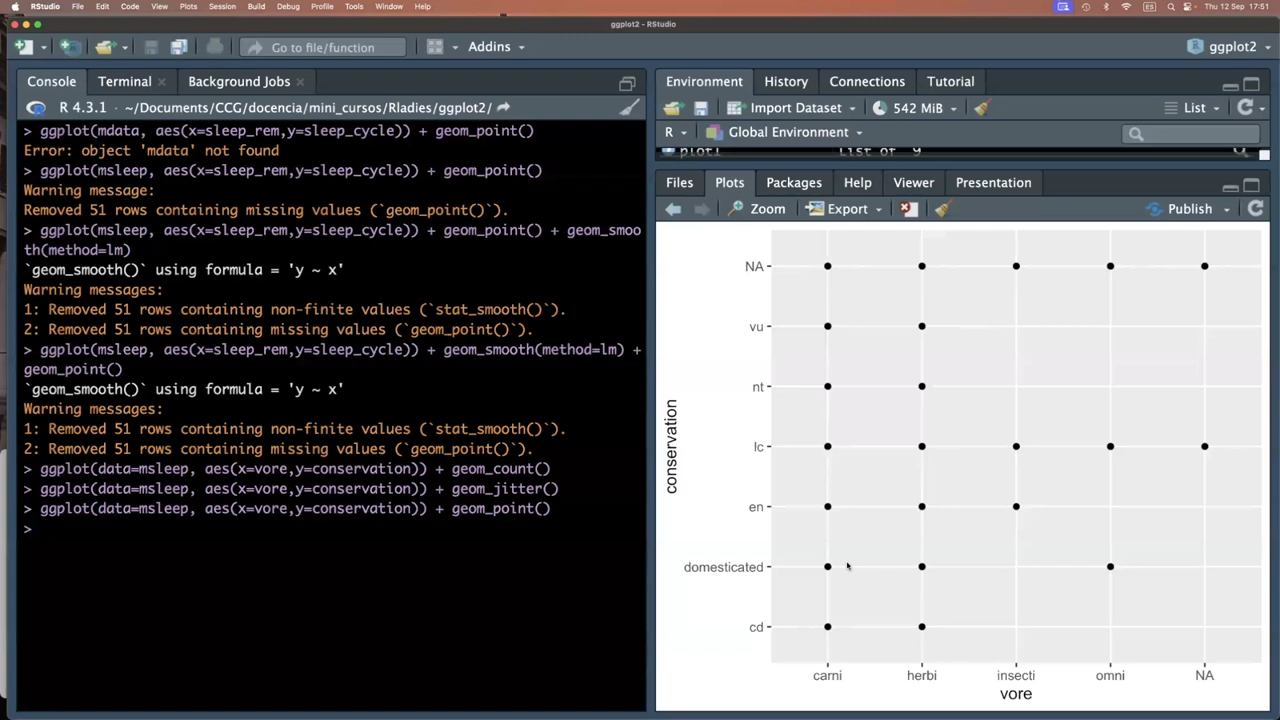 RStudio File Edit Code View Plots Session Build Debug Profile Tools Window Help ES Thu 12 Sep 17:51
ggplot2 - RStudio
Go to file/function Addins ggplot2
Console Terminal Background Jobs
R 4.3.1 · ~/Documents/CCG/docencia/mini_cursos/Rladies/ggplot2/
> ggplot(mdata, aes(x=sleep_rem,y=sleep_cycle)) + geom_point()
Error: object 'mdata' not found
> ggplot(msleep, aes(x=sleep_rem,y=sleep_cycle)) + geom_point()
Warning message:
Removed 51 rows containing missing values (`geom_point()`).
> ggplot(msleep, aes(x=sleep_rem,y=sleep_cycle)) + geom_point() + geom_smoo
th(method=lm)
`geom_smooth()` using formula = 'y ~ x'
Warning messages:
1: Removed 51 rows containing non-finite values (`stat_smooth()`).
2: Removed 51 rows containing missing values (`geom_point()`).
> ggplot(msleep, aes(x=sleep_rem,y=sleep_cycle)) + geom_smooth(method=lm) +
geom_point()
`geom_smooth()` using formula = 'y ~ x'
Warning messages:
1: Removed 51 rows containing non-finite values (`stat_smooth()`).
2: Removed 51 rows containing missing values (`geom_point()`).
> ggplot(data=msleep, aes(x=vore,y=conservation)) + geom_count()
> ggplot(data=msleep, aes(x=vore,y=conservation)) + geom_jitter()
> ggplot(data=msleep, aes(x=vore,y=conservation)) + geom_point()
>
Environment History Connections Tutorial
Import Dataset 542 MiB List
R Global Environment
plot1 List of 9
Files Plots Packages Help Viewer Presentation
Zoom Export Publish
conservation
NA
vu
nt
lc
en
domesticated
cd
carni herbi insecti omni NA
vore